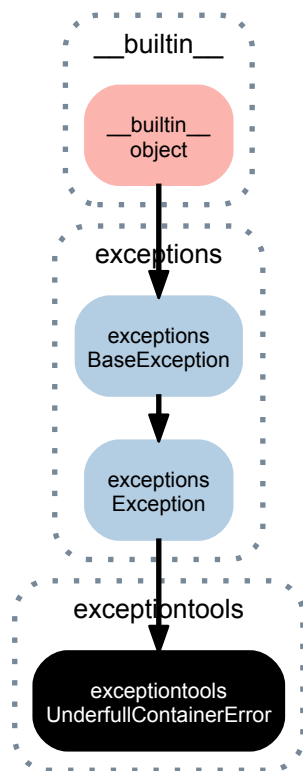 __builtin__
__builtin__
object
exceptions
exceptions
BaseException
exceptions
Exception
exceptiontools
exceptiontools
UnderfullContainerError